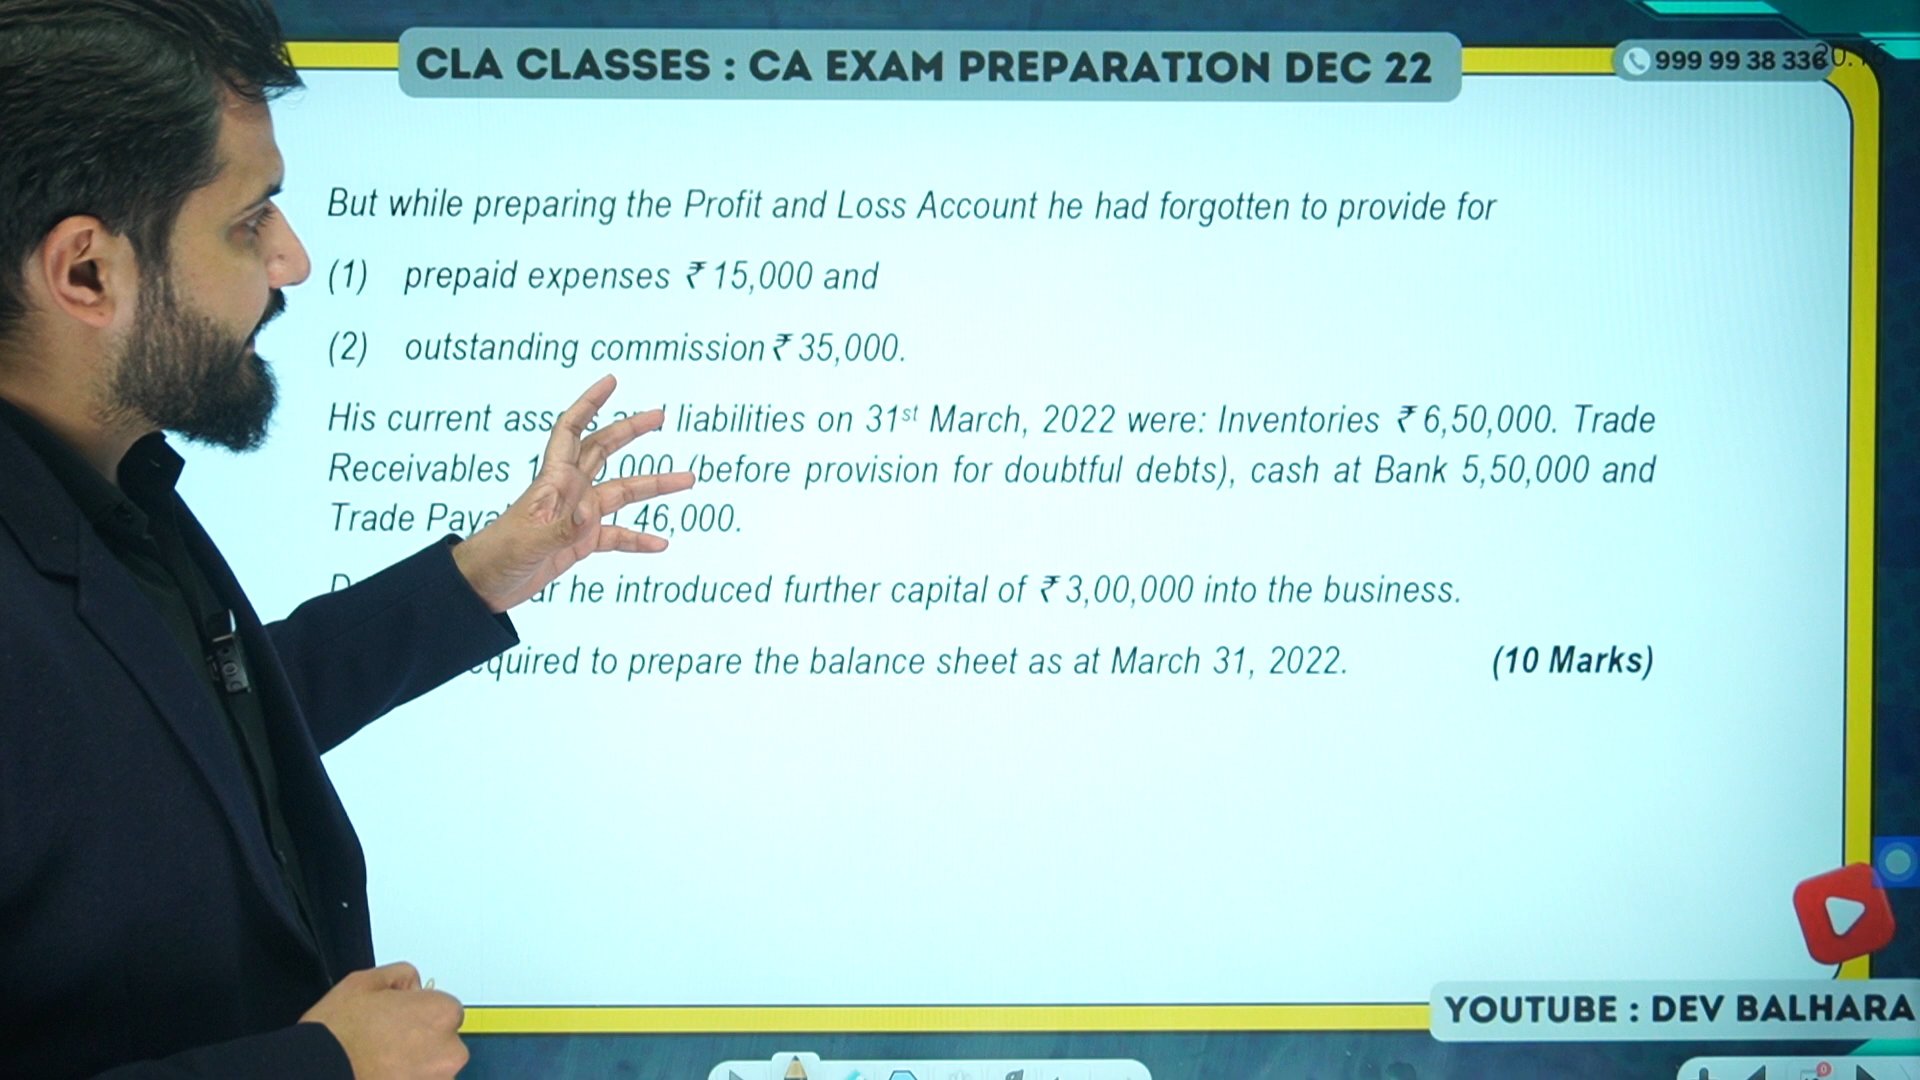 CLA CLASSES : CA EXAM PREPARATION DEC 22
999 99 38 336
But while preparing the Profit and Loss Account he had forgotten to provide for
(1) prepaid expenses ₹ 15,000 and
(2) outstanding commission ₹ 35,000.
His current liabilities on 31st March, 2022 were: Inventories ₹ 6,50,000. Trade
Receivables (before provision for doubtful debts), cash at Bank 5,50,000 and
Trade 46,000.
he introduced further capital of ₹ 3,00,000 into the business.
to prepare the balance sheet as at March 31, 2022. (10 Marks)
YOUTUBE : DEV BALHARA